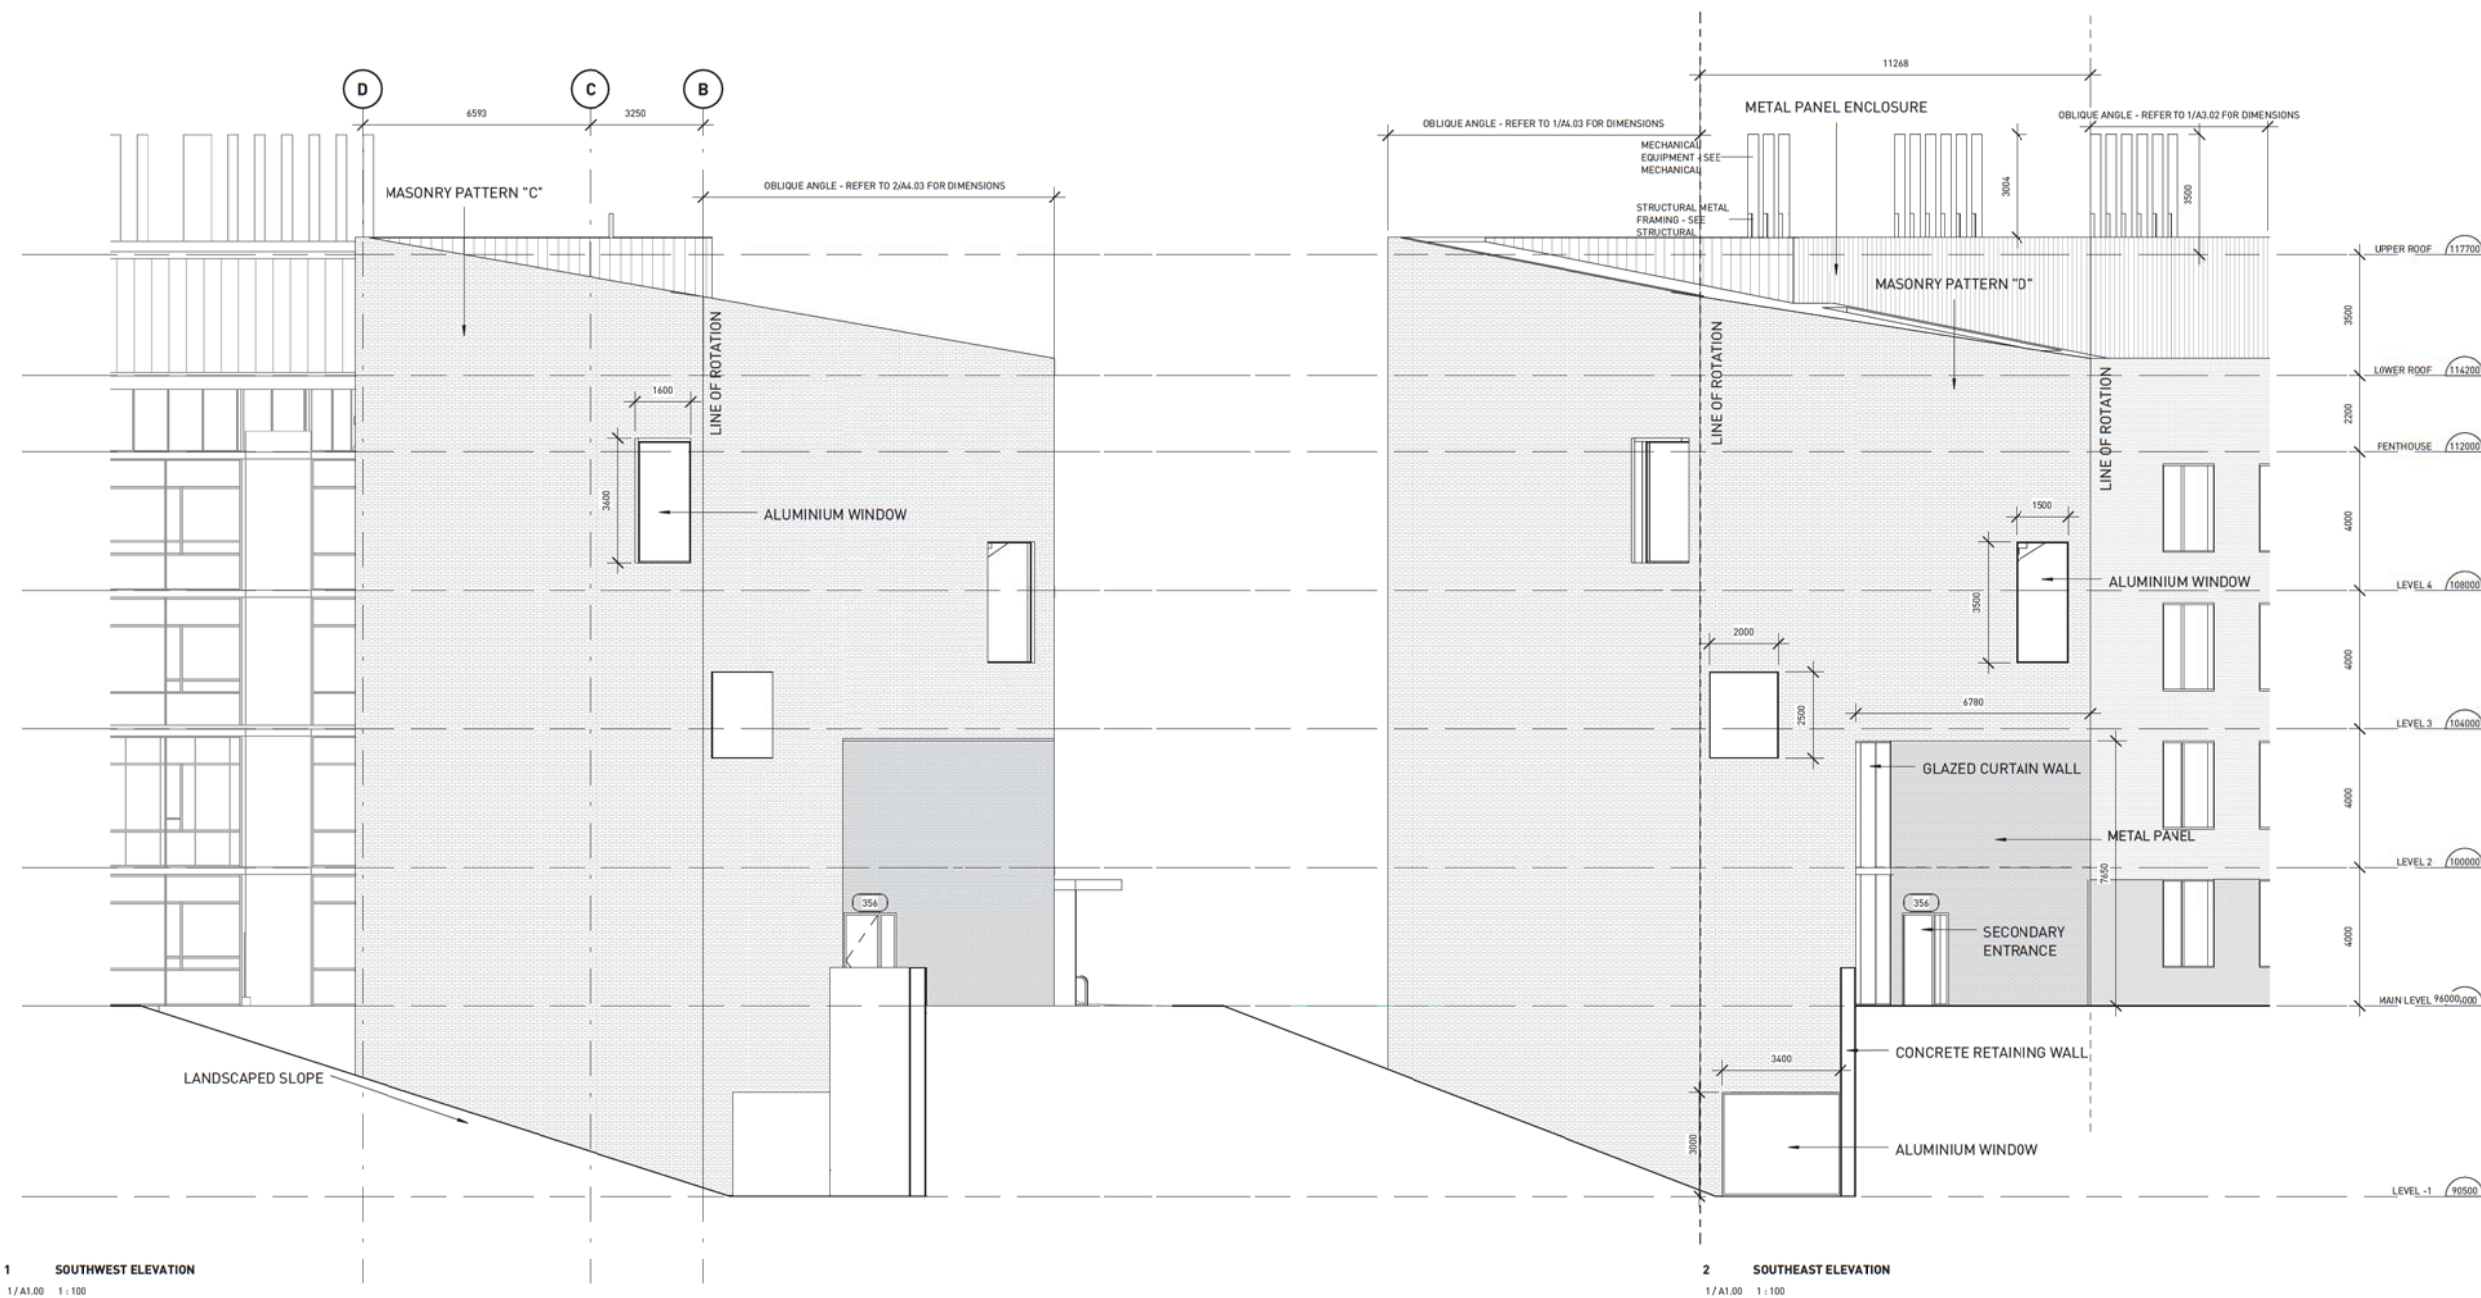 D
C
B
6593
3250
MASONRY PATTERN "C"
OBLIQUE ANGLE - REFER TO 2/A4.03 FOR DIMENSIONS
LINE OF ROTATION
1600
3600
ALUMINIUM WINDOW
356
LANDSCAPED SLOPE
1 SOUTHWEST ELEVATION
1 / A1.00 1 : 100
11268
METAL PANEL ENCLOSURE
OBLIQUE ANGLE - REFER TO 1/A4.03 FOR DIMENSIONS
OBLIQUE ANGLE - REFER TO 1/A3.02 FOR DIMENSIONS
MECHANICAL
EQUIPMENT - SEE
MECHANICAL
STRUCTURAL METAL
FRAMING - SEE
STRUCTURAL
3004
3500
MASONRY PATTERN "D"
LINE OF ROTATION
LINE OF ROTATION
1500
3500
ALUMINIUM WINDOW
2000
2500
6780
GLAZED CURTAIN WALL
METAL PANEL
7650
356
SECONDARY
ENTRANCE
CONCRETE RETAINING WALL
3400
3000
ALUMINIUM WINDOW
UPPER ROOF 117700
3500
LOWER ROOF 114200
2200
PENTHOUSE 112000
4000
LEVEL 4 108000
4000
LEVEL 3 104000
4000
LEVEL 2 100000
4000
MAIN LEVEL 96000
LEVEL -1 90500
2 SOUTHEAST ELEVATION
1 / A1.00 1 : 100